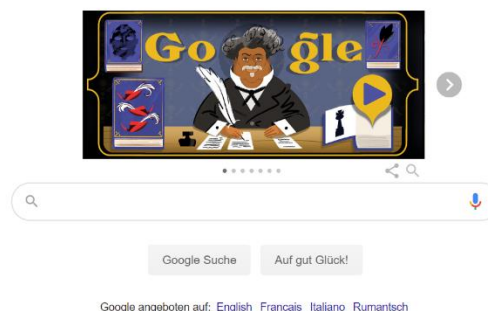 Google
Google Suche Auf gut Glück!
Google angeboten auf: English Français Italiano Rumantsch